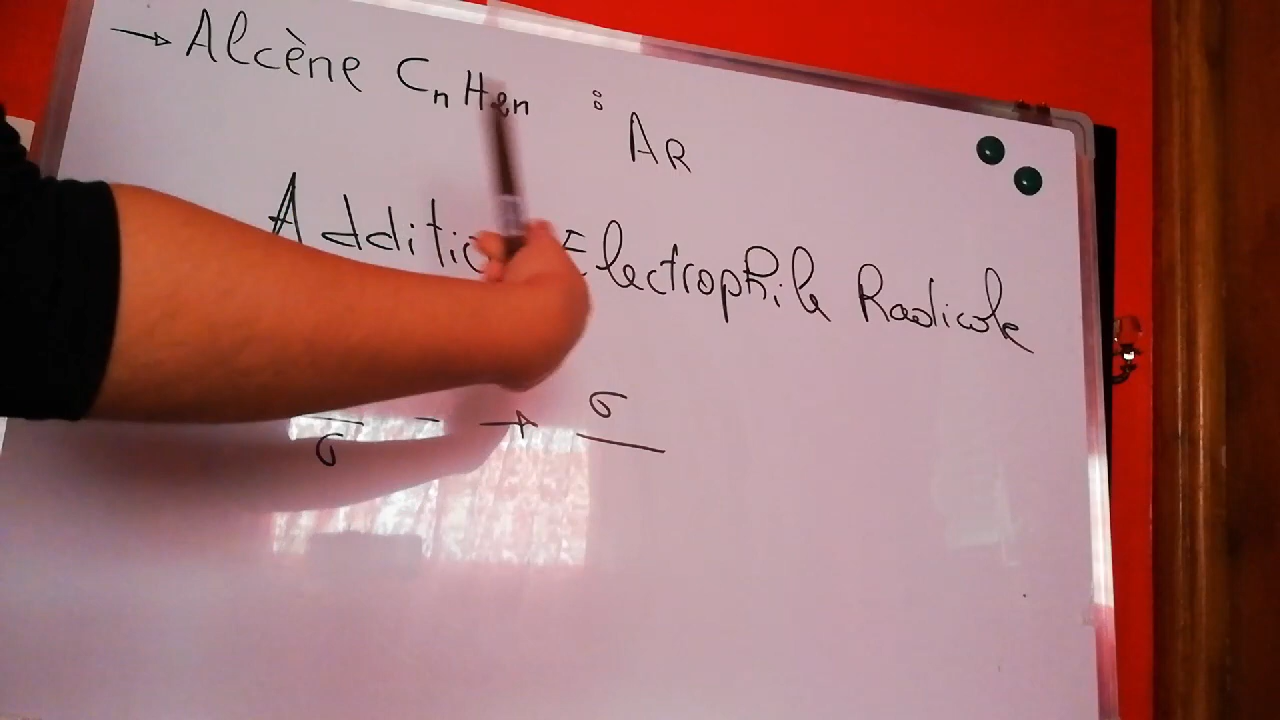 → Alcène CnH2n : AR
Additio Electrophile Radicale
σ - → σ